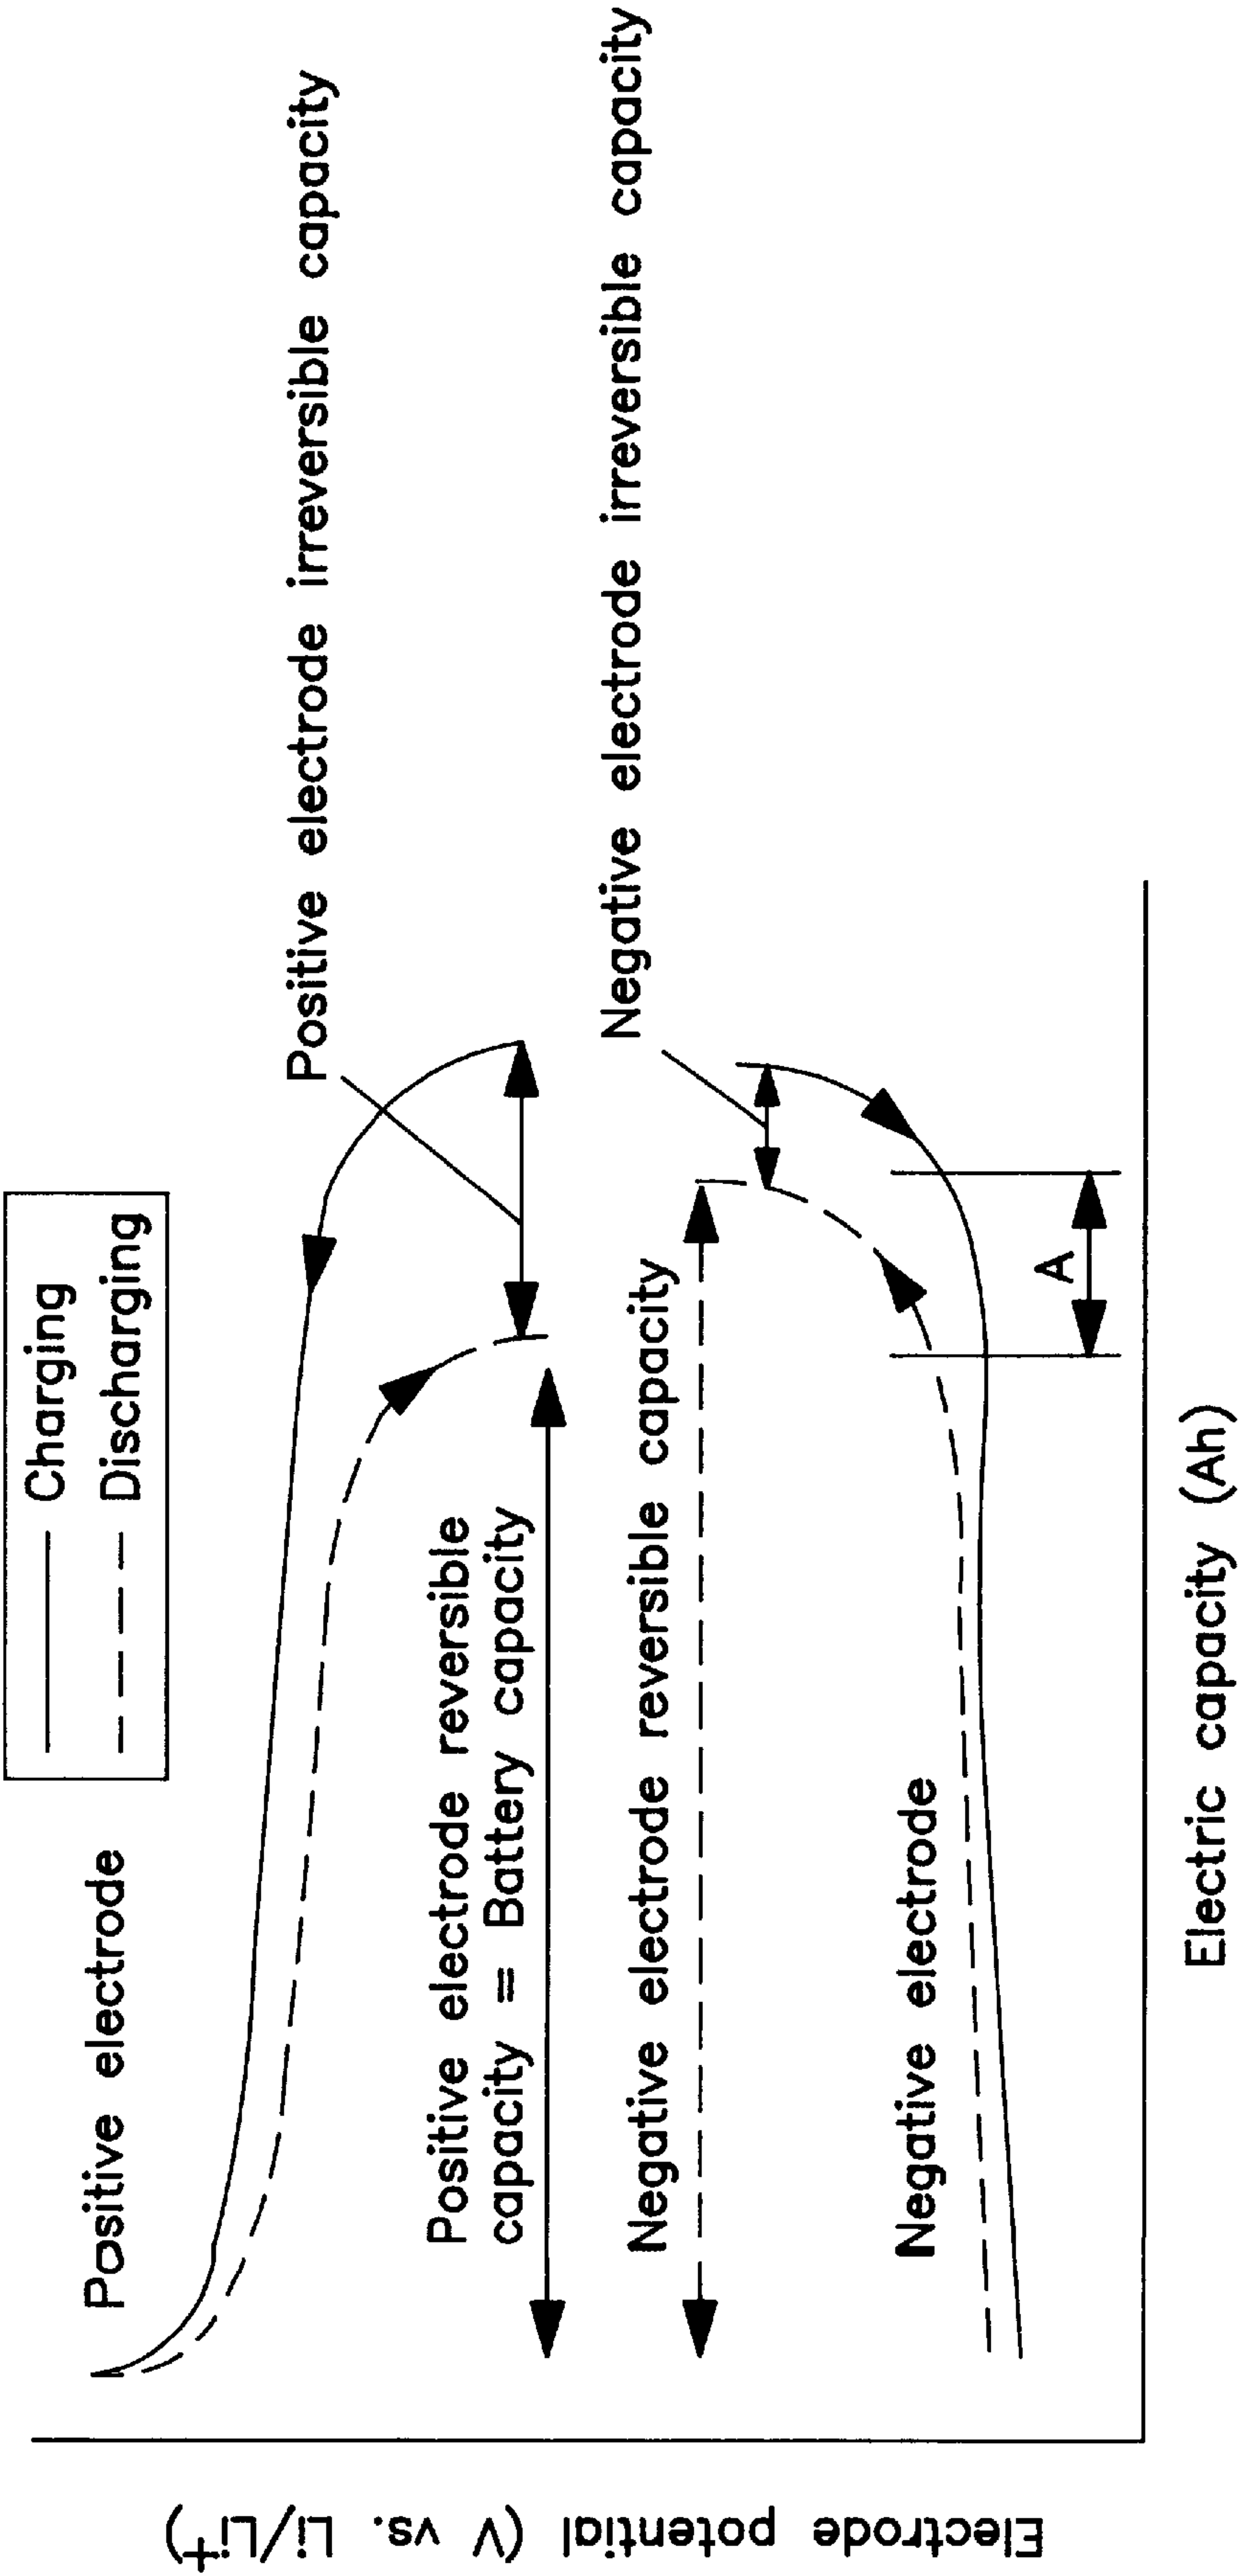 Charging
Discharging
Positive electrode
Positive electrode irreversible capacity
Positive electrode reversible
capacity = Battery capacity
Negative electrode irreversible capacity
Negative electrode reversible capacity
Negative electrode
A
Electric capacity (Ah)
Electrode potential (V vs. Li/Li+)